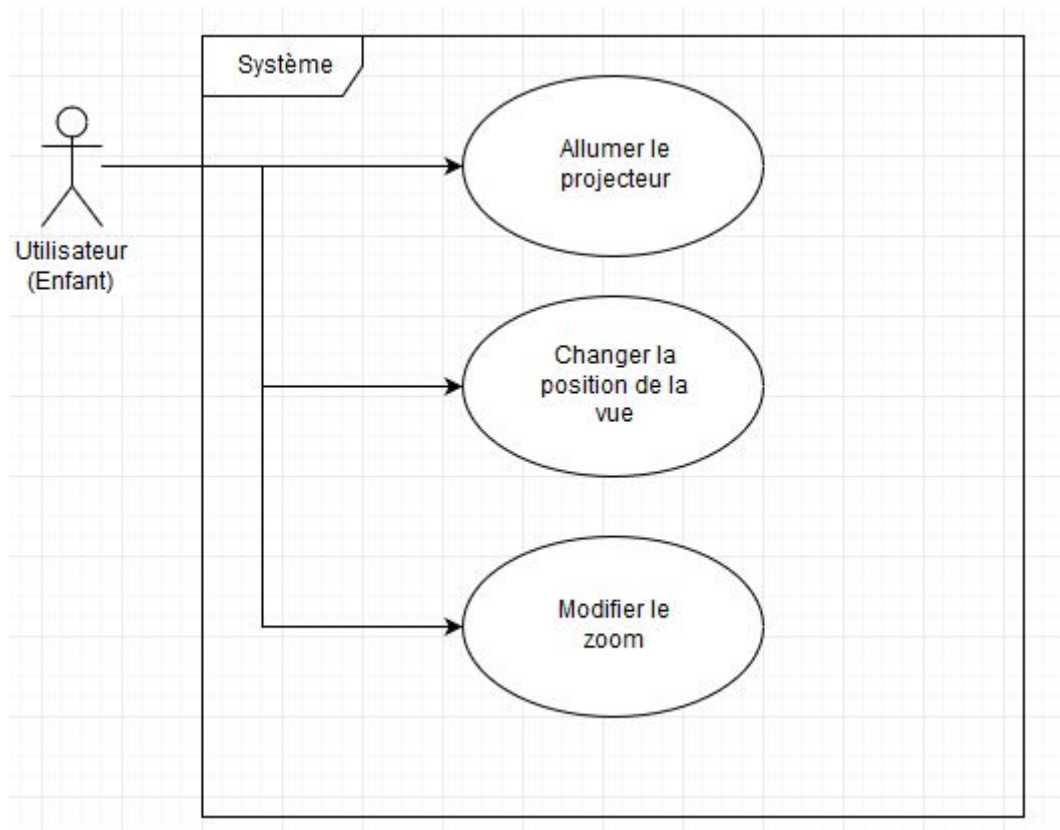 Système
Allumer le
projecteur
Utilisateur
(Enfant)
Changer la
position de la
vue
Modifier le
zoom